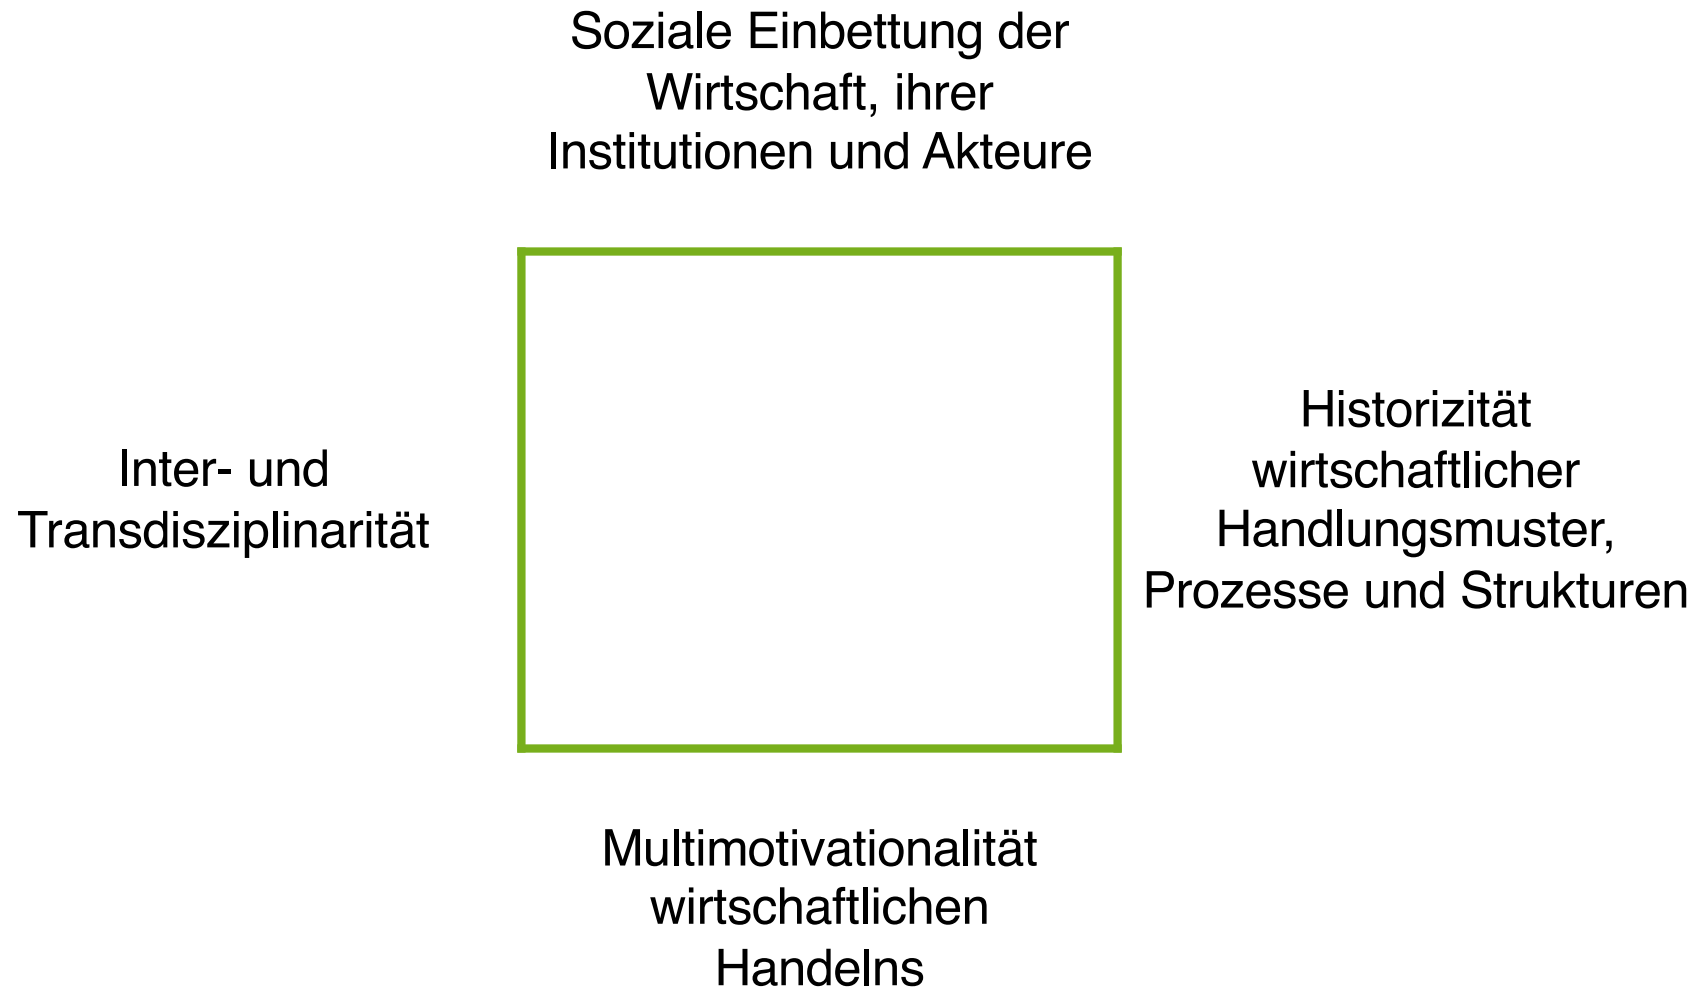 Soziale Einbettung der
Wirtschaft, ihrer
Institutionen und Akteure
Inter- und
Transdisziplinarität
Historizität
wirtschaftlicher
Handlungsmuster,
Prozesse und Strukturen
Multimotivationalität
wirtschaftlichen
Handelns